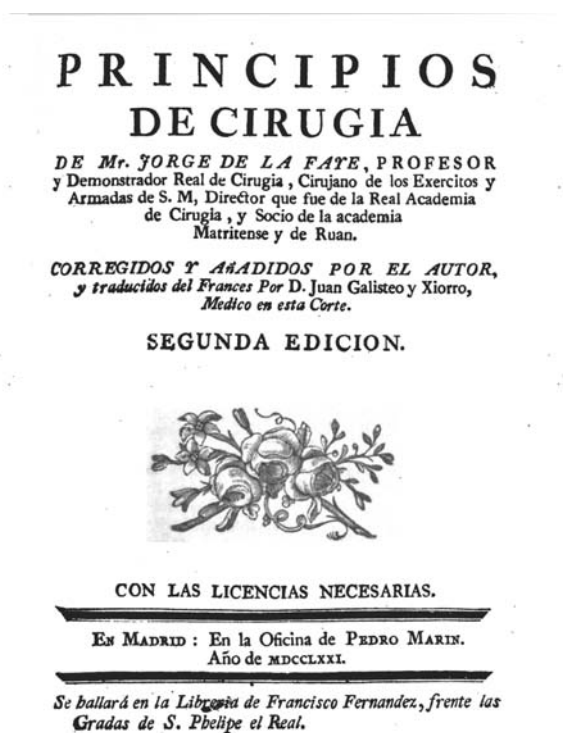 PRINCIPIOS
DE CIRUGIA
DE Mr. JORGE DE LA FAYE, PROFESOR
y Demonstrador Real de Cirugia , Cirujano de los Exercitos y
Armadas de S. M, Director que fue de la Real Academia
de Cirugia , y Socio de la academia
Matritense y de Ruan.
CORREGIDOS Y AÑADIDOS POR EL AUTOR,
y traducidos del Frances Por D. Juan Galisteo y Xiorro,
Medico en esta Corte.
SEGUNDA EDICION.
CON LAS LICENCIAS NECESARIAS.
EN MADRID : En la Oficina de PEDRO MARIN.
Año de MDCCLXXI.
Se hallará en la Libreria de Francisco Fernandez, frente las
Gradas de S. Phelipe el Real.